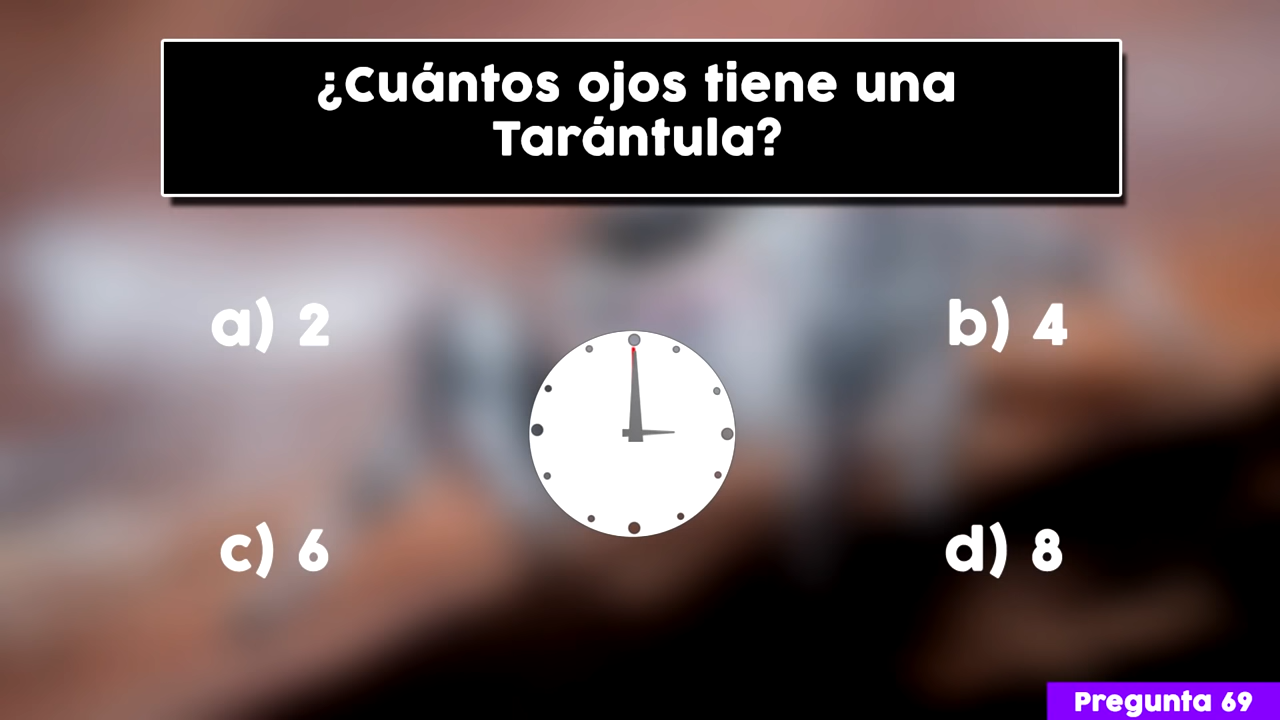 ¿Cuántos ojos tiene una
Tarántula?
a) 2
b) 4
c) 6
d) 8
Pregunta 69